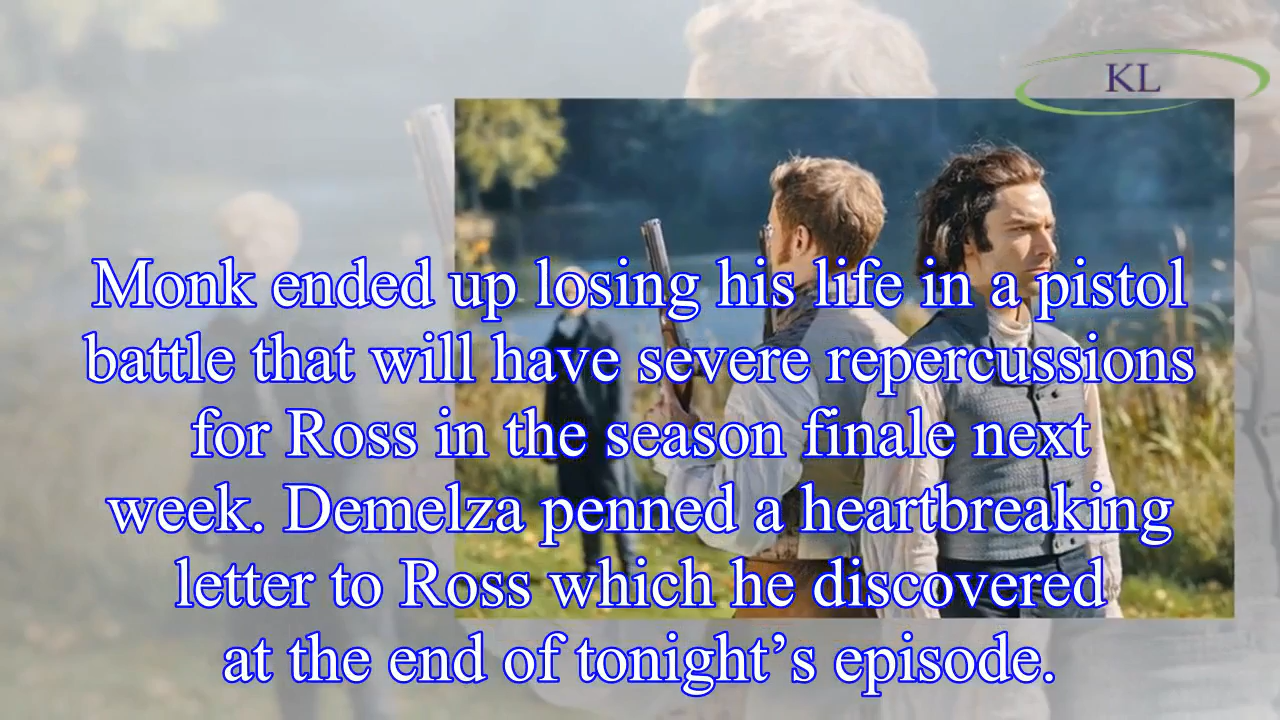 KL
Monk ended up losing his life in a pistol
battle that will have severe repercussions
for Ross in the season finale next
week. Demelza penned a heartbreaking
letter to Ross which he discovered
at the end of tonight’s episode.